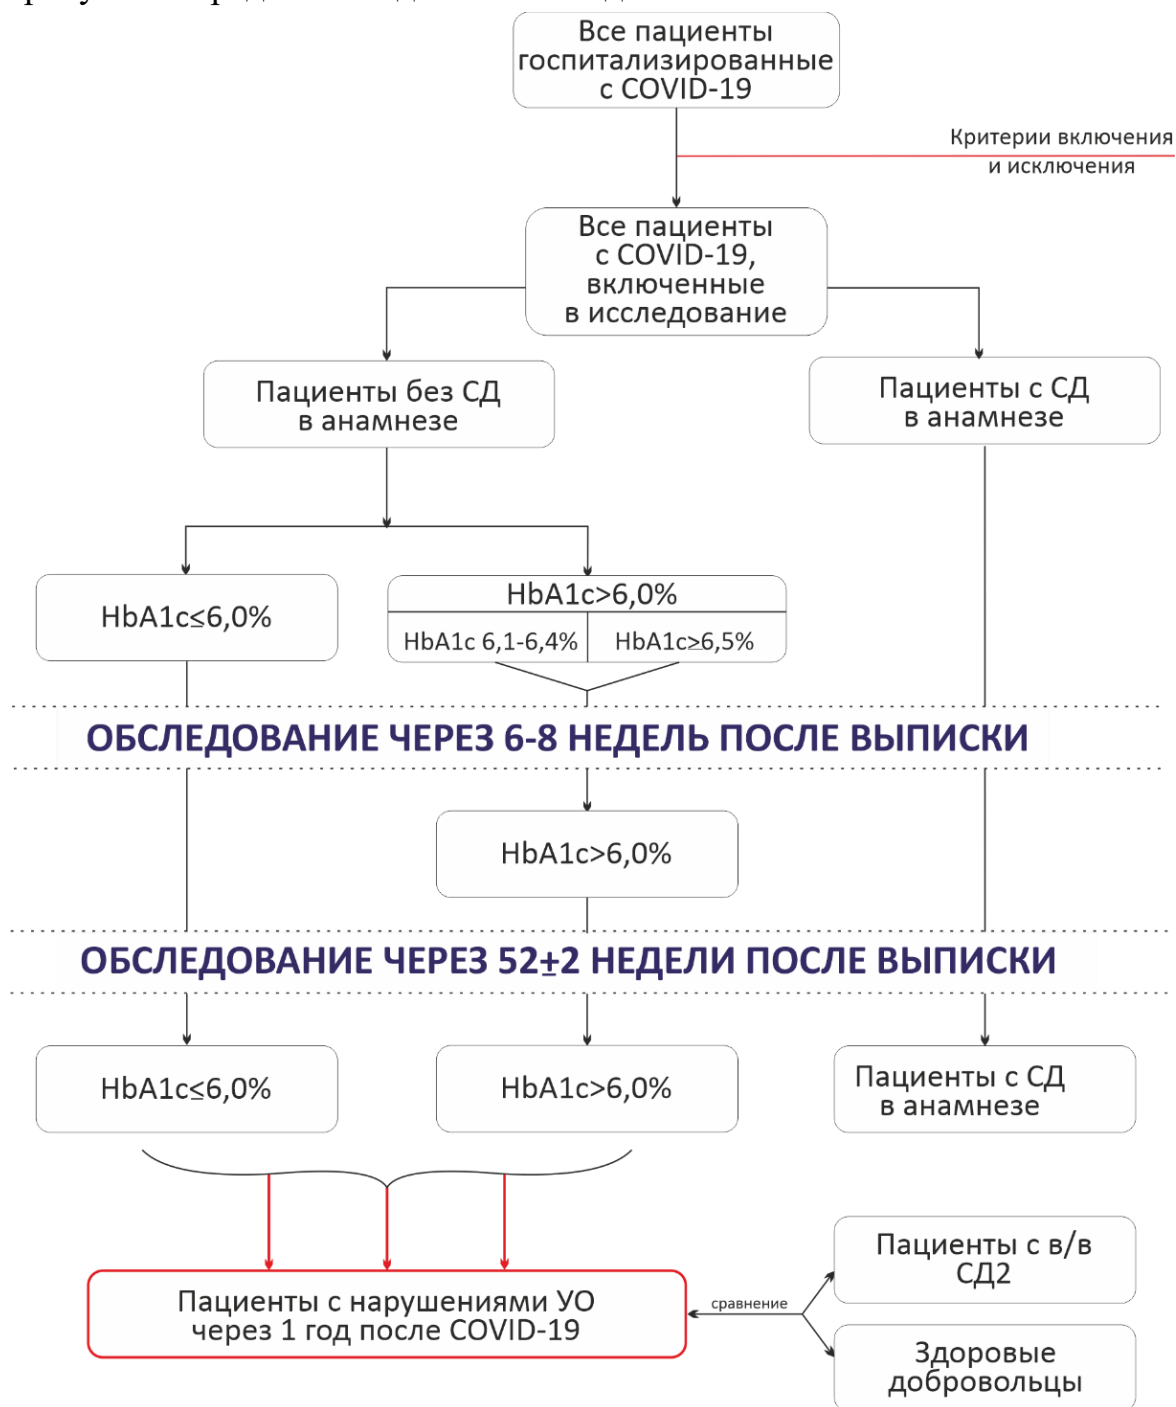 Все пациенты
госпитализированные
с COVID-19
Критерии включения
и исключения
Все пациенты
с COVID-19,
включенные
в исследование
Пациенты без СД
в анамнезе
Пациенты с СД
в анамнезе
HbA1c≤6,0%
HbA1c>6,0%
HbA1c 6,1-6,4%
HbA1c≥6,5%
ОБСЛЕДОВАНИЕ ЧЕРЕЗ 6-8 НЕДЕЛЬ ПОСЛЕ ВЫПИСКИ
HbA1c>6,0%
ОБСЛЕДОВАНИЕ ЧЕРЕЗ 52±2 НЕДЕЛИ ПОСЛЕ ВЫПИСКИ
HbA1c≤6,0%
HbA1c>6,0%
Пациенты с СД
в анамнезе
Пациенты с нарушениями УО
через 1 год после COVID-19
сравнение
Пациенты с в/в
СД2
Здоровые
добровольцы